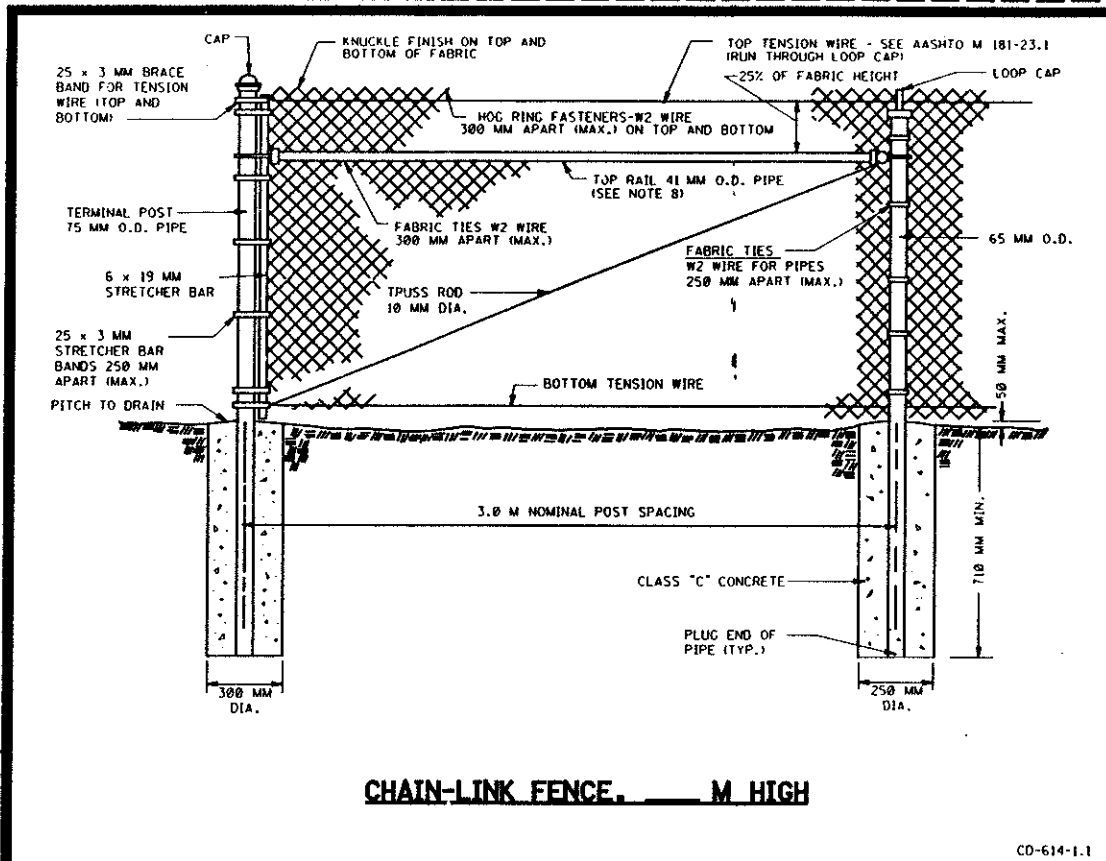 CAP
KNUCKLE FINISH ON TOP AND
BOTTOM OF FABRIC
TOP TENSION WIRE - SEE AASHTO M 181-23.1
(RUN THROUGH LOOP CAP)
25% OF FABRIC HEIGHT
LOOP CAP
25 x 3 MM BRACE
BAND FOR TENSION
WIRE (TOP AND
BOTTOM)
HOG RING FASTENERS-W2 WIRE
300 MM APART (MAX.) ON TOP AND BOTTOM
TOP RAIL 41 MM O.D. PIPE
(SEE NOTE 8)
TERMINAL POST
75 MM O.D. PIPE
FABRIC TIES W2 WIRE
300 MM APART (MAX.)
FABRIC TIES
W2 WIRE FOR PIPES
250 MM APART (MAX.)
65 MM O.D.
6 x 19 MM
STRETCHER BAR
TRUSS ROD
10 MM DIA.
25 x 3 MM
STRETCHER BAR
BANDS 250 MM
APART (MAX.)
50 MM MAX.
BOTTOM TENSION WIRE
PITCH TO DRAIN
3.0 M NOMINAL POST SPACING
710 MM MIN.
CLASS "C" CONCRETE
PLUG END OF
PIPE (TYP.)
300 MM
DIA.
250 MM
DIA.
CHAIN-LINK FENCE, ___ M HIGH
CD-614-1.1